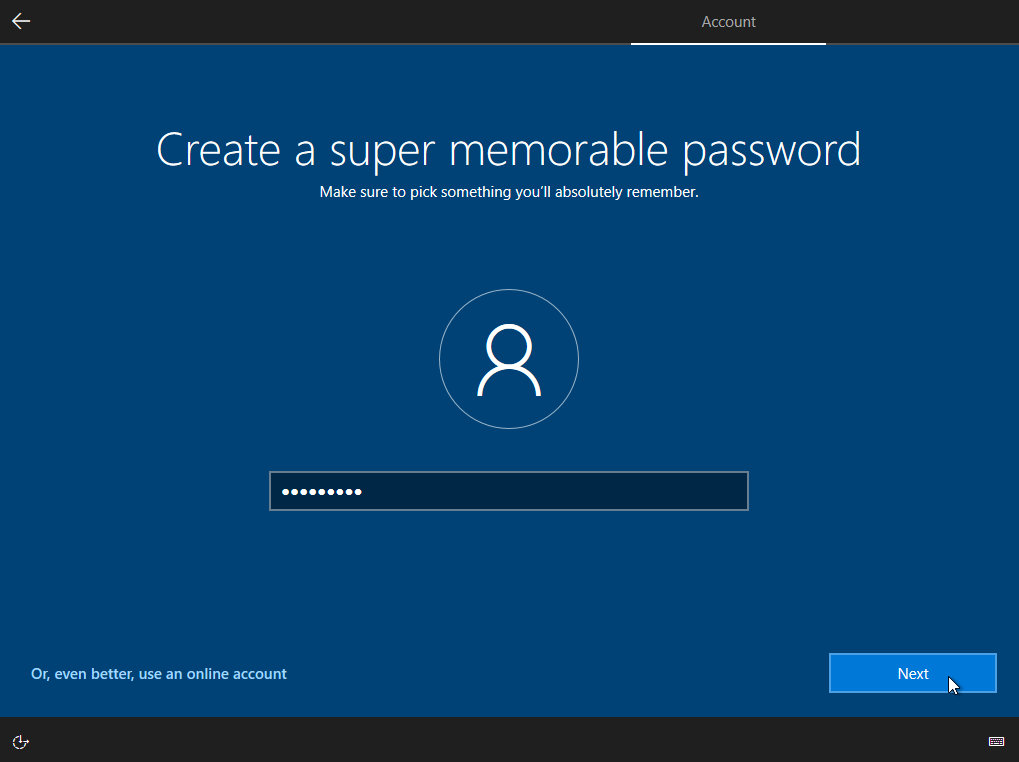 Account
Create a super memorable password
Make sure to pick something you’ll absolutely remember.
•••••••••
Or, even better, use an online account
Next